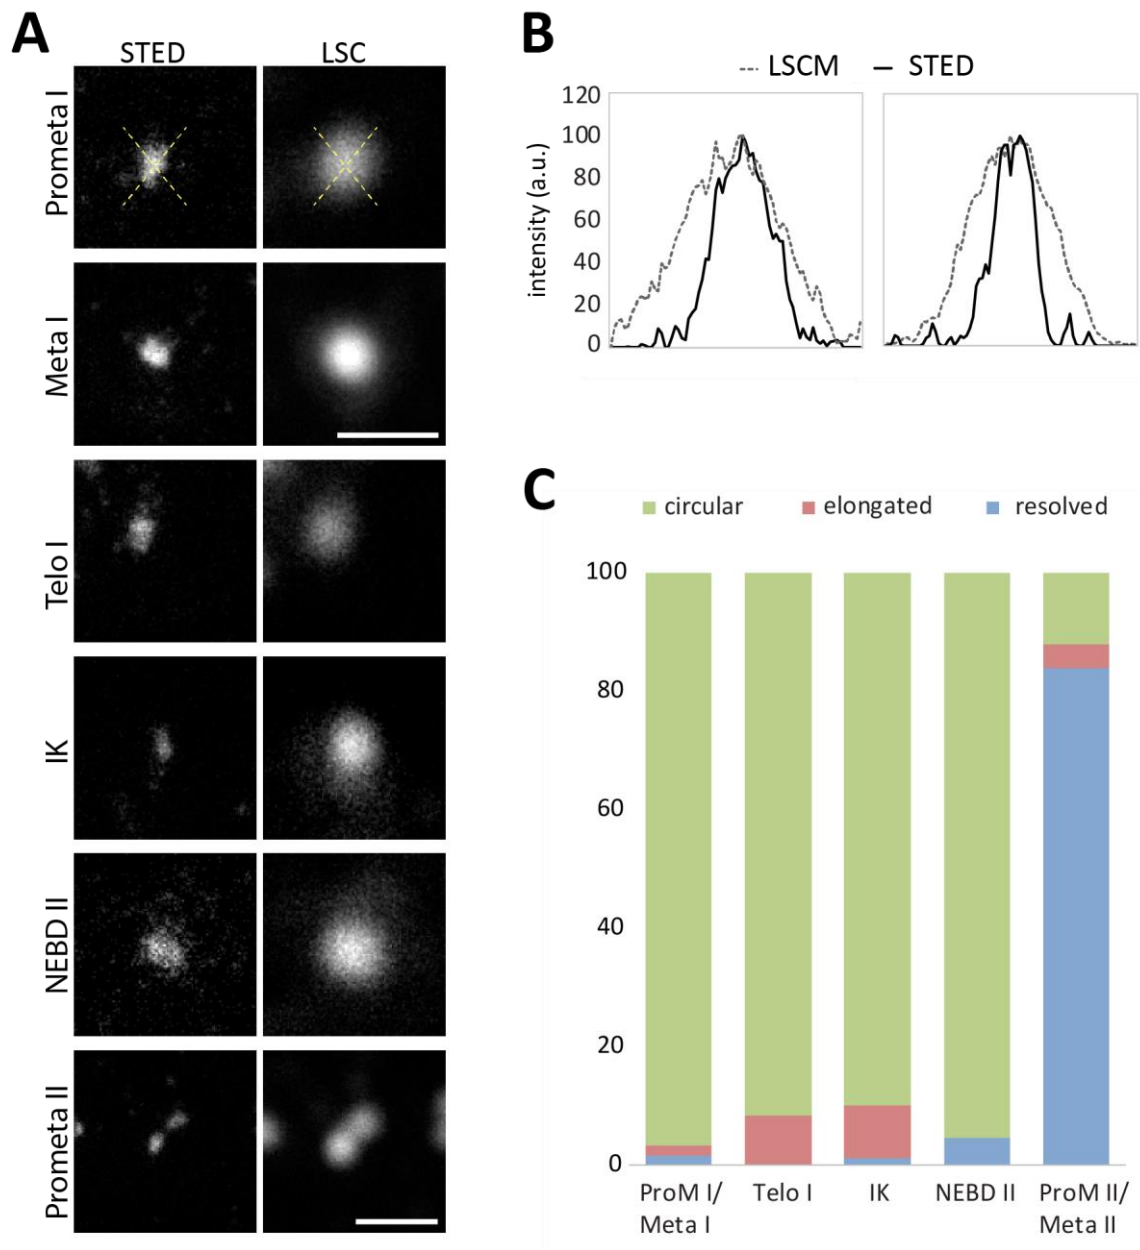 A
STED
LSC
Prometa I
Meta I
Telo I
IK
NEBD II
Prometa II
B
LSCM
STED
intensity (a.u.)
120
100
80
60
40
20
0
C
circular
elongated
resolved
100
80
60
40
20
0
ProM I/
Meta I
Telo I
IK
NEBD II
ProM II/
Meta II